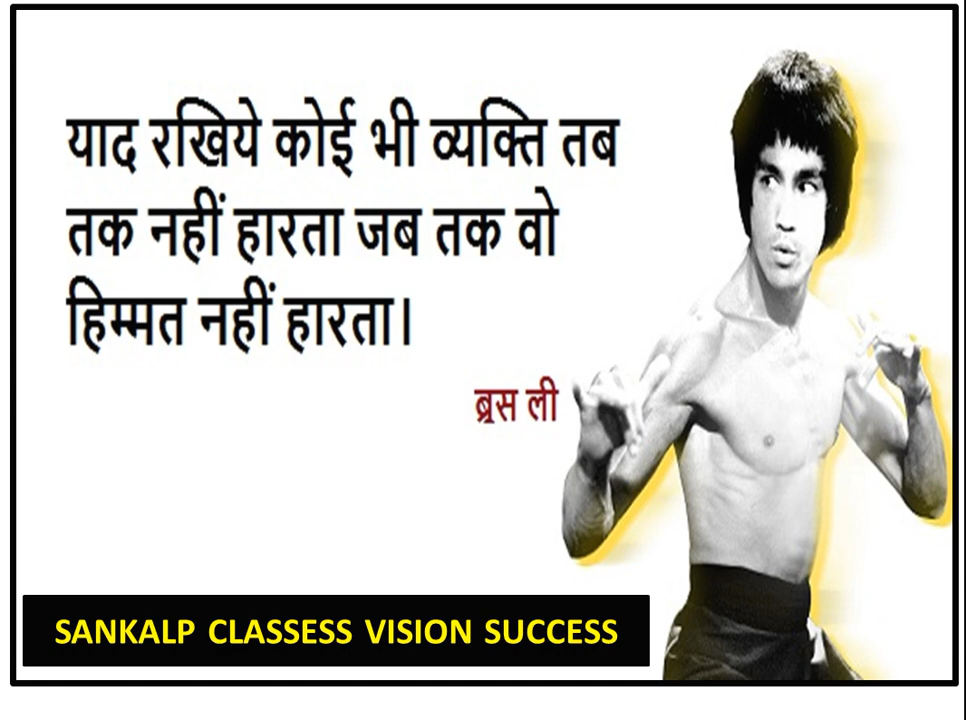 याद रखिये कोई भी व्यक्ति तब
तक नहीं हारता जब तक वो
हिम्मत नहीं हारता।
ब्रूस ली
SANKALP CLASSESS VISION SUCCESS